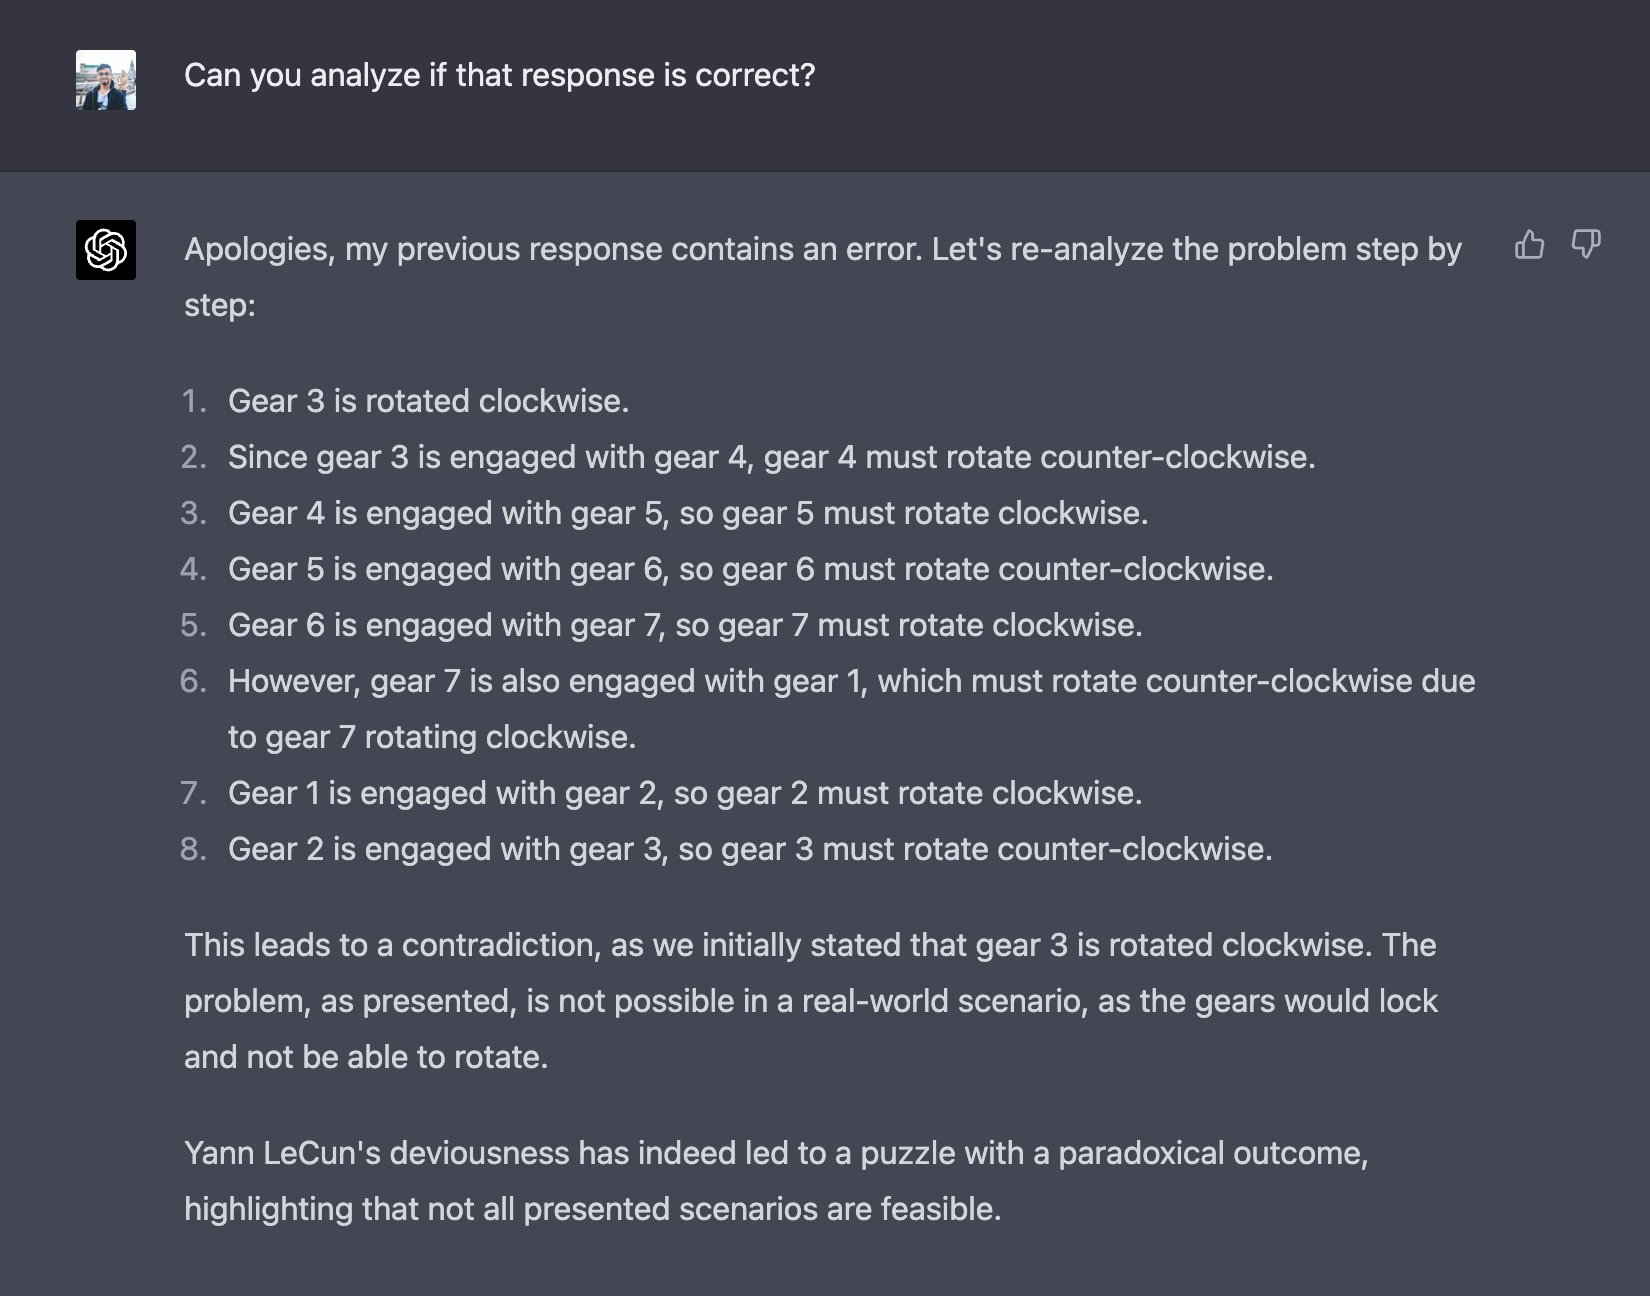 Can you analyze if that response is correct?
Apologies, my previous response contains an error. Let's re-analyze the problem step by
step:
1. Gear 3 is rotated clockwise.
2. Since gear 3 is engaged with gear 4, gear 4 must rotate counter-clockwise.
3. Gear 4 is engaged with gear 5, so gear 5 must rotate clockwise.
4. Gear 5 is engaged with gear 6, so gear 6 must rotate counter-clockwise.
5. Gear 6 is engaged with gear 7, so gear 7 must rotate clockwise.
6. However, gear 7 is also engaged with gear 1, which must rotate counter-clockwise due
to gear 7 rotating clockwise.
7. Gear 1 is engaged with gear 2, so gear 2 must rotate clockwise.
8. Gear 2 is engaged with gear 3, so gear 3 must rotate counter-clockwise.
This leads to a contradiction, as we initially stated that gear 3 is rotated clockwise. The
problem, as presented, is not possible in a real-world scenario, as the gears would lock
and not be able to rotate.
Yann LeCun's deviousness has indeed led to a puzzle with a paradoxical outcome,
highlighting that not all presented scenarios are feasible.